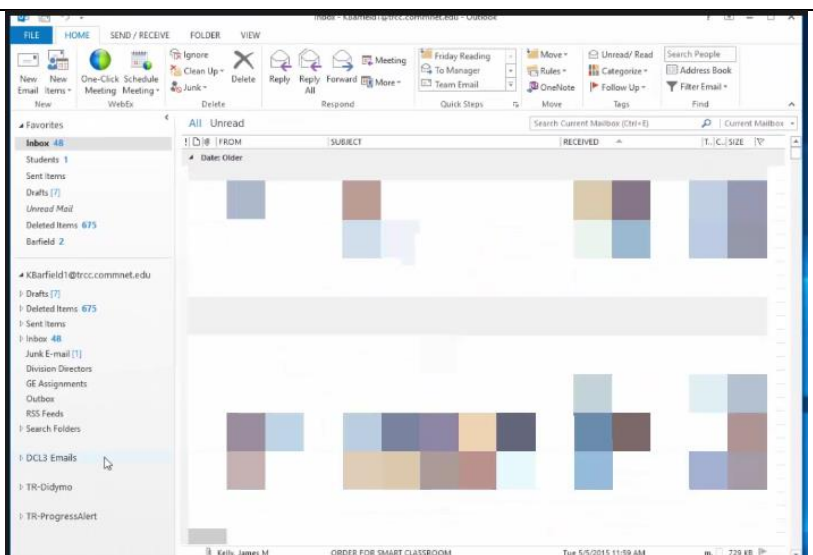 Inbox - KBarfield1@trcc.commnet.edu - Outlook
FILE HOME SEND / RECEIVE FOLDER VIEW
New Email
New Items
New
One-Click Meeting
Schedule Meeting
WebEx
Ignore
Clean Up
Junk
Delete
Delete
Reply
Reply All
Forward
Meeting
More
Respond
Friday Reading
To Manager
Team Email
Quick Steps
Move
Rules
OneNote
Move
Unread/ Read
Categorize
Follow Up
Tags
Search People
Address Book
Filter Email
Find
Favorites
Inbox 48
Students 1
Sent Items
Drafts [7]
Unread Mail
Deleted Items 675
Barfield 2
KBarfield1@trcc.commnet.edu
Drafts [7]
Deleted Items 675
Sent Items
Inbox 48
Junk E-mail [1]
Division Directors
GE Assignments
Outbox
RSS Feeds
Search Folders
DCL3 Emails
TR-Didymo
TR-ProgressAlert
All Unread
Search Current Mailbox (Ctrl+E) Current Mailbox
! FROM SUBJECT RECEIVED T.. C.. SIZE
Date: Older
Kelly, James M ORDER FOR SMART CLASSROOM Tue 5/5/2015 11:59 AM m. 729 KB